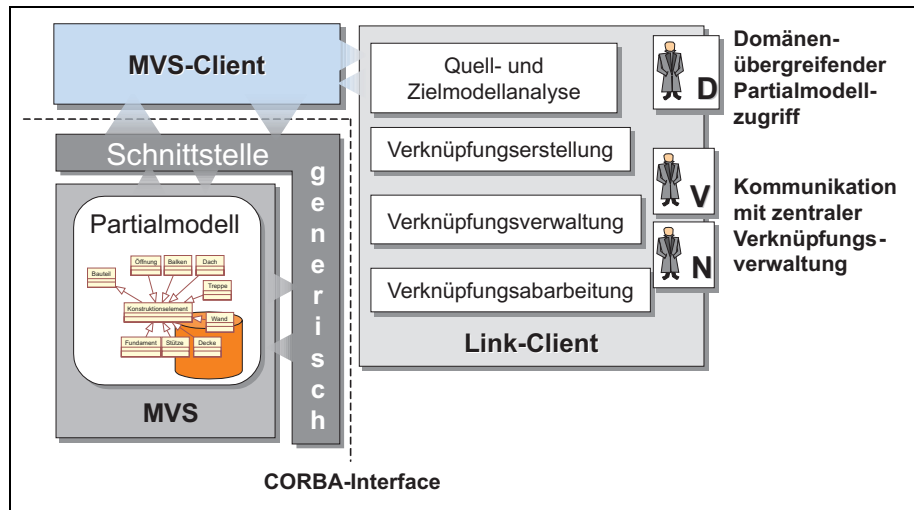 MVS-Client
Schnittstelle
generisch
Partialmodell
Öffnung
Balken
Dach
Bauteil
Treppe
Konstruktionselement
Wand
Fundament
Stütze
Decke
MVS
CORBA-Interface
Quell- und
Zielmodellanalyse
Verknüpfungserstellung
Verknüpfungsverwaltung
Verknüpfungsabarbeitung
Link-Client
D
V
N
Domänen-
übergreifender
Partialmodell-
zugriff
Kommunikation
mit zentraler
Verknüpfungs-
verwaltung